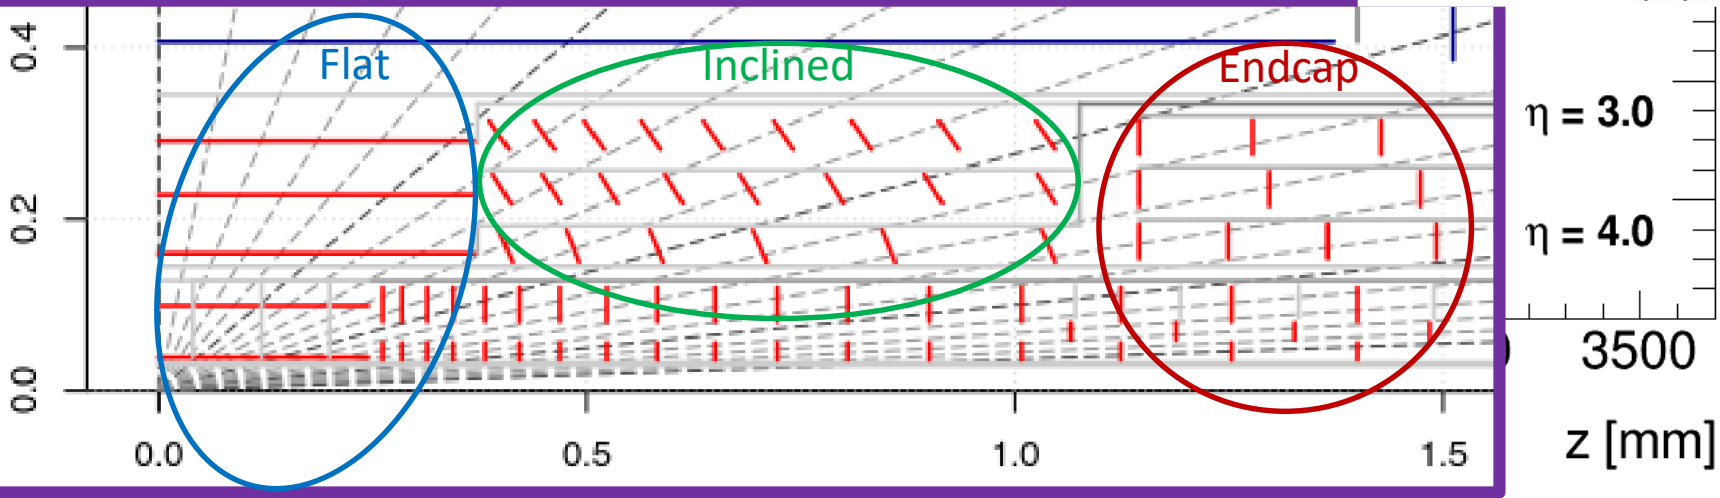 0.4
Flat
Inclined
Endcap
η = 3.0
0.2
η = 4.0
0.0
3500
0.0
0.5
1.0
1.5
z [mm]